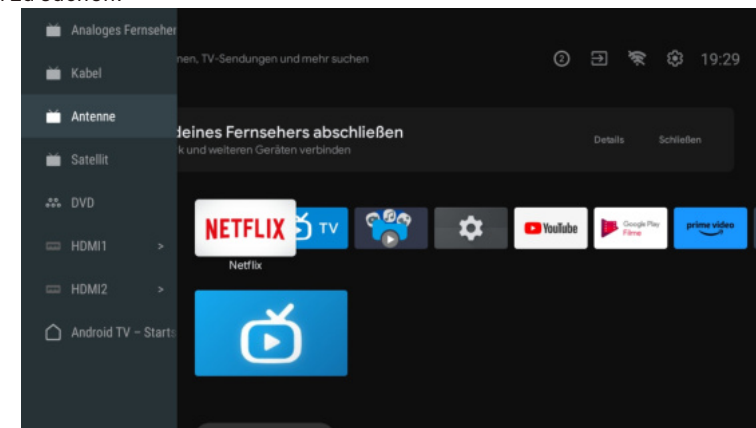 Analoges Fernseher
Kabel
Antenne
Satellit
DVD
HDMI1 >
HDMI2 >
Android TV – Starts
nen, TV-Sendungen und mehr suchen
2
19:29
deines Fernsehers abschließen
k und weiteren Geräten verbinden
Details
Schließen
NETFLIX
TV
YouTube
Google Play
Filme
prime video
Netflix